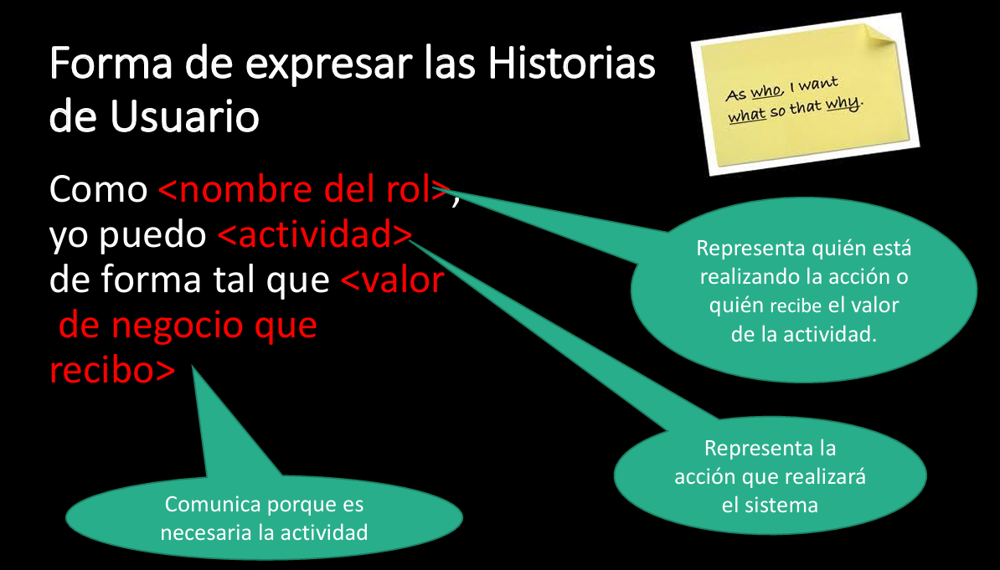 Forma de expresar las Historias
de Usuario
As who, I want
what so that why.
Como <nombre del rol>,
yo puedo <actividad>
de forma tal que <valor
de negocio que
recibo>
Representa quién está
realizando la acción o
quién recibe el valor
de la actividad.
Representa la
acción que realizará
el sistema
Comunica porque es
necesaria la actividad